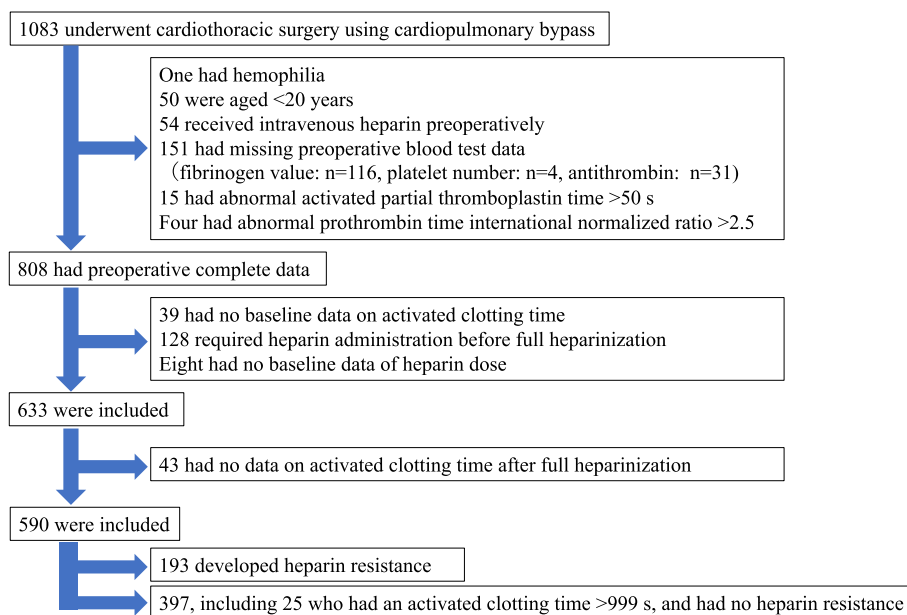 1083 underwent cardiothoracic surgery using cardiopulmonary bypass
One had hemophilia
50 were aged <20 years
54 received intravenous heparin preoperatively
151 had missing preoperative blood test data
（fibrinogen value: n=116, platelet number: n=4, antithrombin: n=31)
15 had abnormal activated partial thromboplastin time >50 s
Four had abnormal prothrombin time international normalized ratio >2.5
808 had preoperative complete data
39 had no baseline data on activated clotting time
128 required heparin administration before full heparinization
Eight had no baseline data of heparin dose
633 were included
43 had no data on activated clotting time after full heparinization
590 were included
193 developed heparin resistance
397, including 25 who had an activated clotting time >999 s, and had no heparin resistance